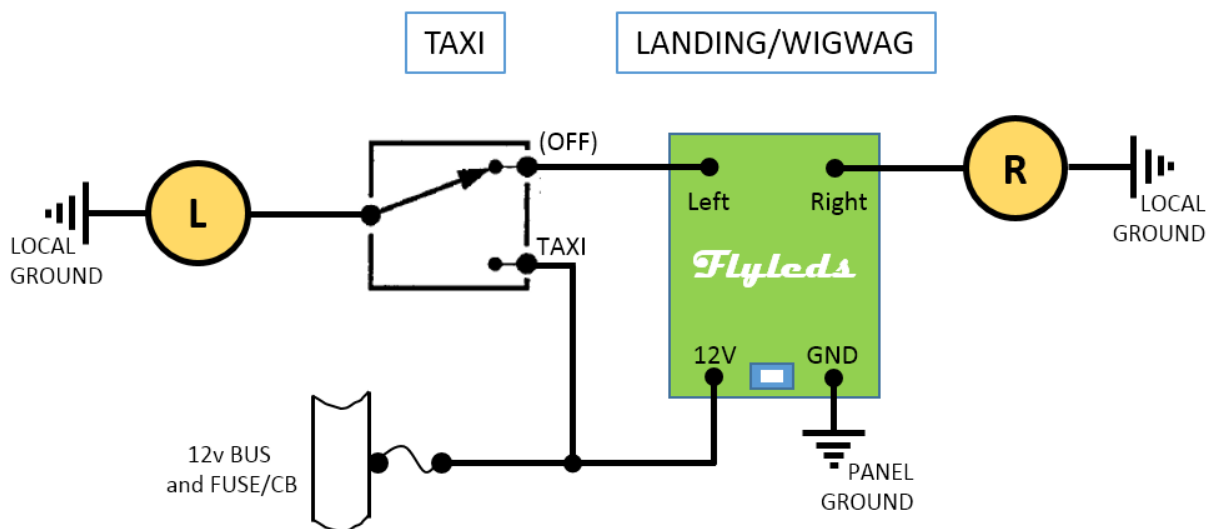 TAXI
LANDING/WIGWAG
(OFF)
TAXI
L
LOCAL
GROUND
Left
Right
R
LOCAL
GROUND
Flyleds
12V
GND
12v BUS
and FUSE/CB
PANEL
GROUND